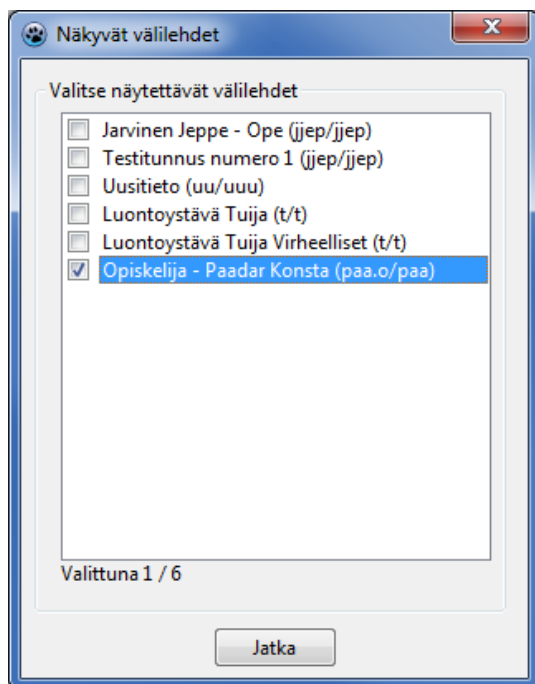 Näkyvät välilehdet
Valitse näytettävät välilehdet
Jarvinen Jeppe - Ope (jjep/jjep)
Testitunnus numero 1 (jjep/jjep)
Uusitieto (uu/uuu)
Luontoystävä Tuija (t/t)
Luontoystävä Tuija Virheelliset (t/t)
Opiskelija - Paadar Konsta (paa.o/paa)
Valittuna 1 / 6
Jatka